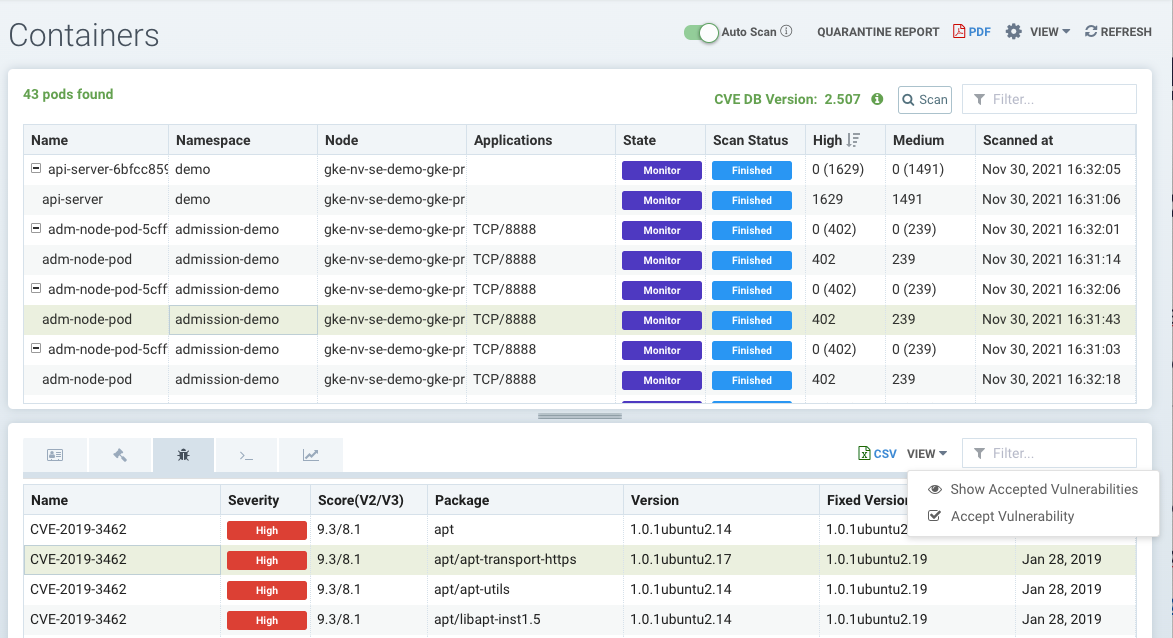 Containers
Auto Scan QUARANTINE REPORT PDF VIEW REFRESH
43 pods found
CVE DB Version: 2.507 Scan Filter...
Name Namespace Node Applications State Scan Status High Medium Scanned at
api-server-6bfcc859 demo gke-nv-se-demo-gke-pr Monitor Finished 0 (1629) 0 (1491) Nov 30, 2021 16:32:05
api-server demo gke-nv-se-demo-gke-pr Monitor Finished 1629 1491 Nov 30, 2021 16:31:06
adm-node-pod-5cff admission-demo gke-nv-se-demo-gke-pr TCP/8888 Monitor Finished 0 (402) 0 (239) Nov 30, 2021 16:32:01
adm-node-pod admission-demo gke-nv-se-demo-gke-pr TCP/8888 Monitor Finished 402 239 Nov 30, 2021 16:31:14
adm-node-pod-5cff admission-demo gke-nv-se-demo-gke-pr TCP/8888 Monitor Finished 0 (402) 0 (239) Nov 30, 2021 16:32:06
adm-node-pod admission-demo gke-nv-se-demo-gke-pr TCP/8888 Monitor Finished 402 239 Nov 30, 2021 16:31:43
adm-node-pod-5cff admission-demo gke-nv-se-demo-gke-pr TCP/8888 Monitor Finished 0 (402) 0 (239) Nov 30, 2021 16:31:03
adm-node-pod admission-demo gke-nv-se-demo-gke-pr TCP/8888 Monitor Finished 402 239 Nov 30, 2021 16:32:18
CSV VIEW Filter...
Show Accepted Vulnerabilities
Accept Vulnerability
Name Severity Score(V2/V3) Package Version Fixed Version
CVE-2019-3462 High 9.3/8.1 apt 1.0.1ubuntu2.14 1.0.1ubuntu2
CVE-2019-3462 High 9.3/8.1 apt/apt-transport-https 1.0.1ubuntu2.17 1.0.1ubuntu2.19 Jan 28, 2019
CVE-2019-3462 High 9.3/8.1 apt/apt-utils 1.0.1ubuntu2.14 1.0.1ubuntu2.19 Jan 28, 2019
CVE-2019-3462 High 9.3/8.1 apt/libapt-inst1.5 1.0.1ubuntu2.14 1.0.1ubuntu2.19 Jan 28, 2019